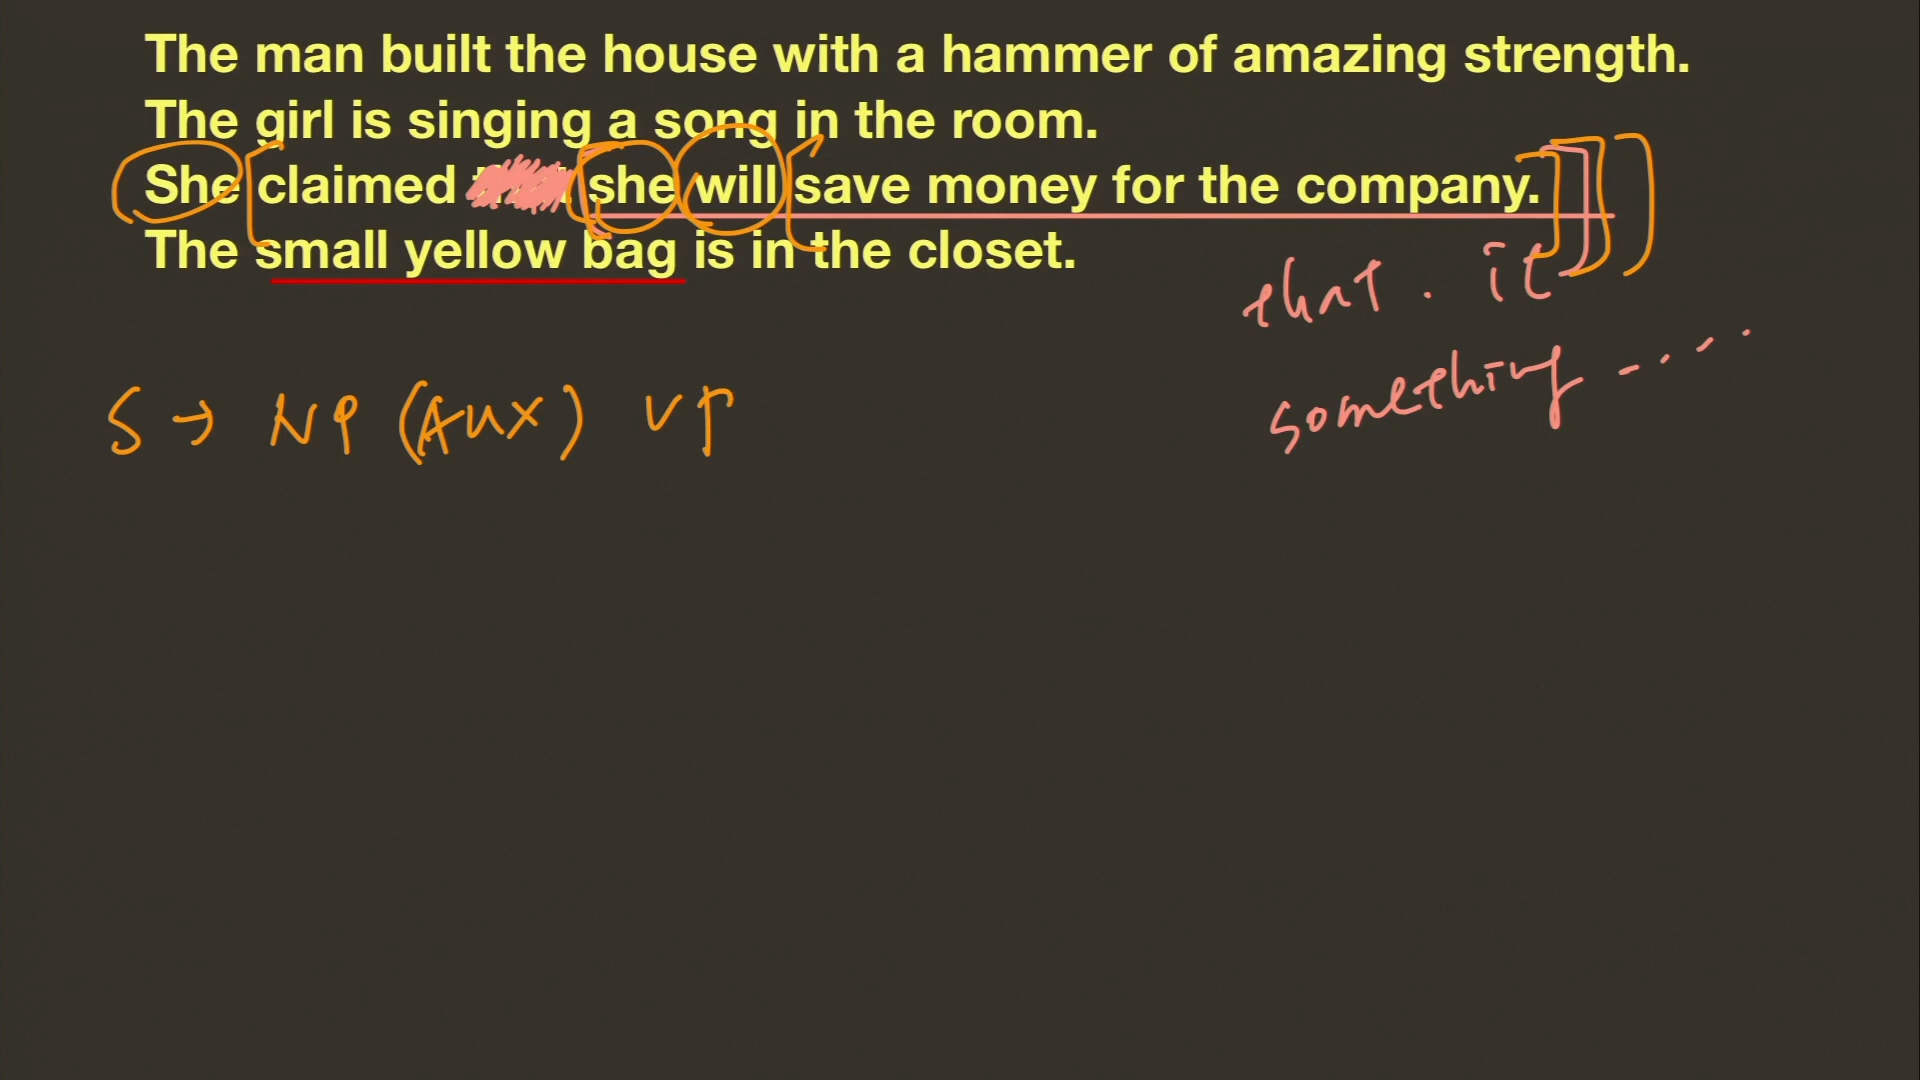 The man built the house with a hammer of amazing strength.
The girl is singing a song in the room.
She claimed she will save money for the company.
The small yellow bag is in the closet.
that . it
something .....
S → NP (Aux) VP